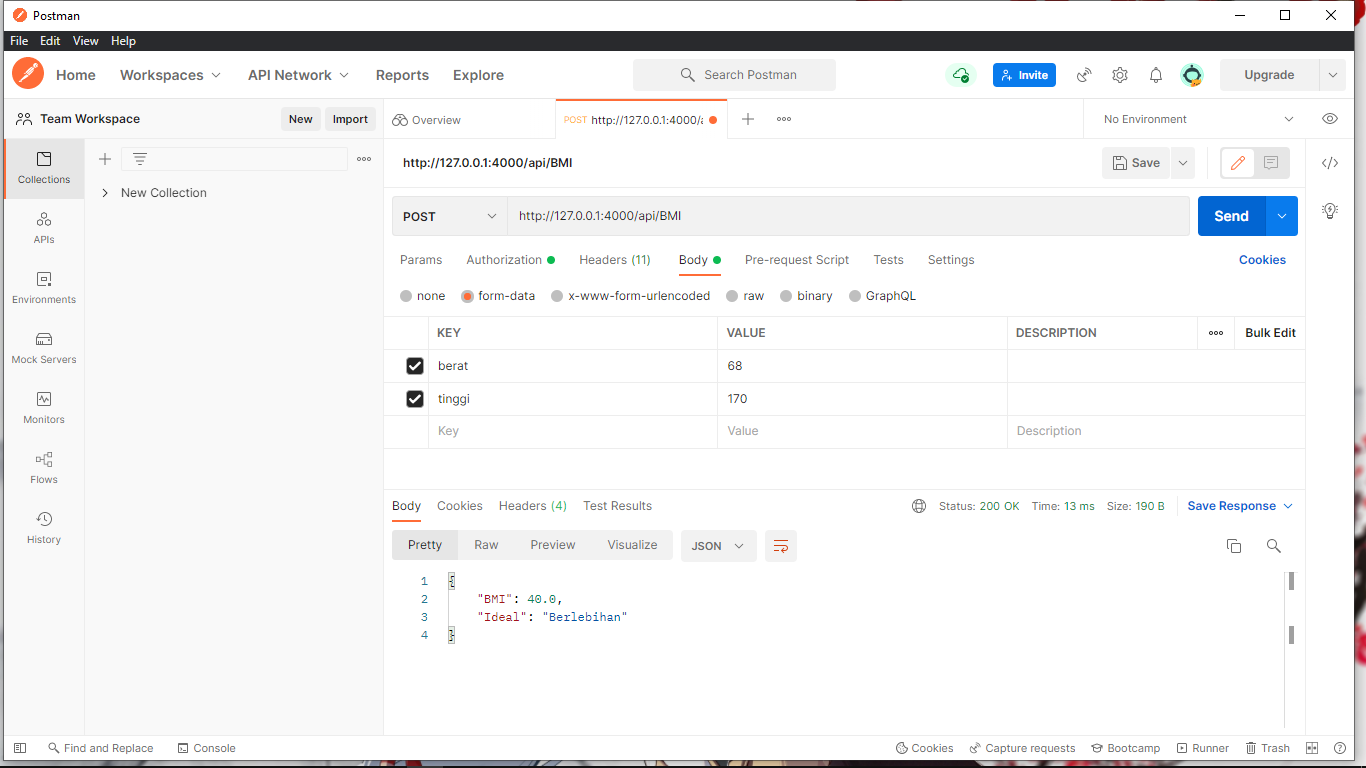 Postman
File Edit View Help
Home Workspaces API Network Reports Explore Search Postman Invite Upgrade
Team Workspace New Import Overview POST http://127.0.0.1:4000/a No Environment
http://127.0.0.1:4000/api/BMI Save
Collections
New Collection
POST http://127.0.0.1:4000/api/BMI Send
APIs
Params Authorization Headers (11) Body Pre-request Script Tests Settings Cookies
Environments
none form-data x-www-form-urlencoded raw binary GraphQL
KEY VALUE DESCRIPTION Bulk Edit
Mock Servers
berat 68
tinggi 170
Monitors
Key Value Description
Flows
Body Cookies Headers (4) Test Results Status: 200 OK Time: 13 ms Size: 190 B Save Response
History
Pretty Raw Preview Visualize JSON
1 {
2 "BMI": 40.0,
3 "Ideal": "Berlebihan"
4 }
Find and Replace Console Cookies Capture requests Bootcamp Runner Trash